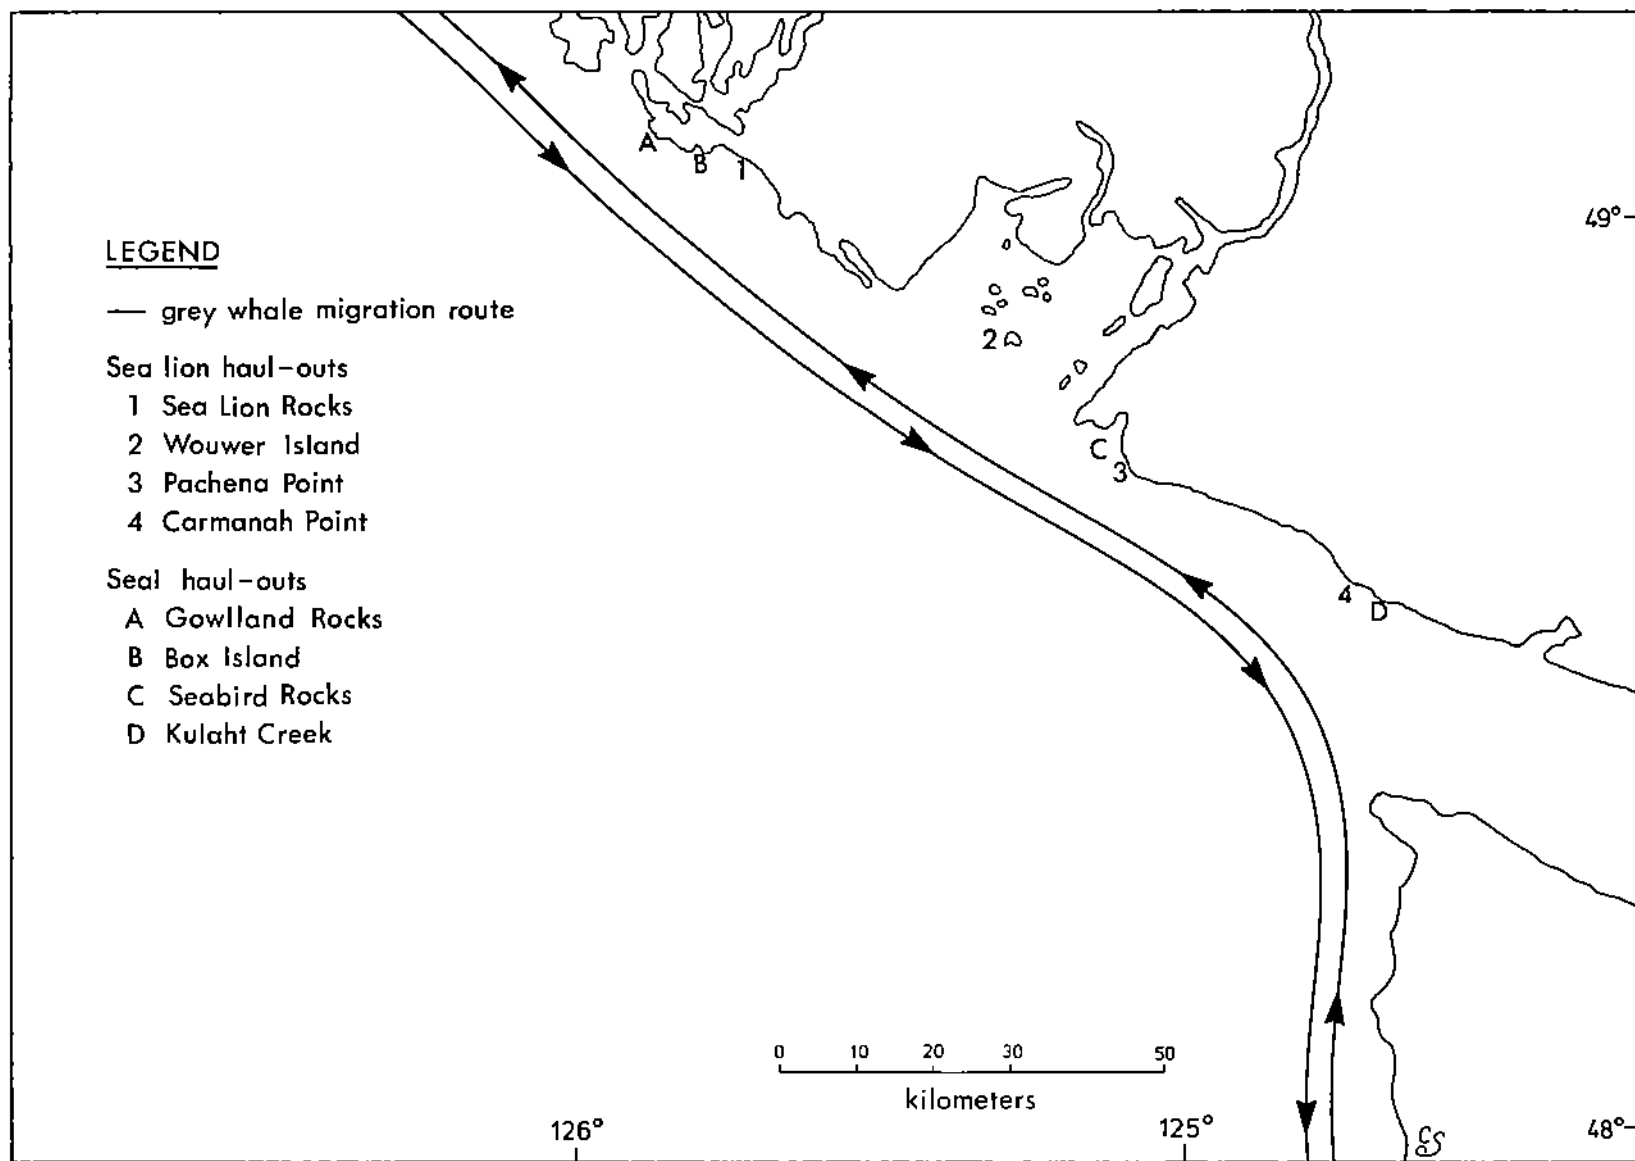 A
B
1
49°
LEGEND
— grey whale migration route
2
Sea lion haul-outs
1 Sea Lion Rocks
2 Wouwer Island
3 Pachena Point
4 Carmanah Point
C
3
Seal haul-outs
A Gowlland Rocks
B Box Island
C Seabird Rocks
D Kulaht Creek
4
D
0 10 20 30 50
kilometers
126°
125°
48°
CS